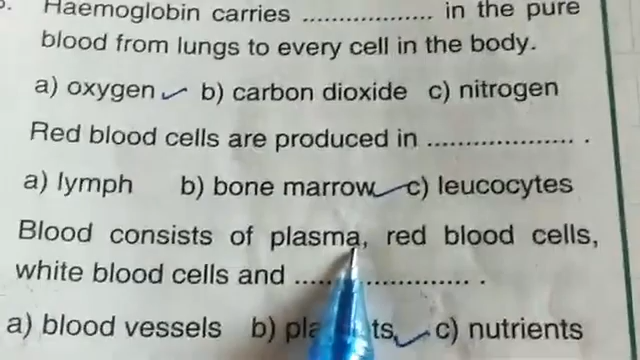 Haemoglobin carries .................. in the pure
blood from lungs to every cell in the body.
a) oxygen b) carbon dioxide c) nitrogen
Red blood cells are produced in .................... .
a) lymph b) bone marrow c) leucocytes
Blood consists of plasma, red blood cells,
white blood cells and ........................ .
a) blood vessels b) c) nutrients